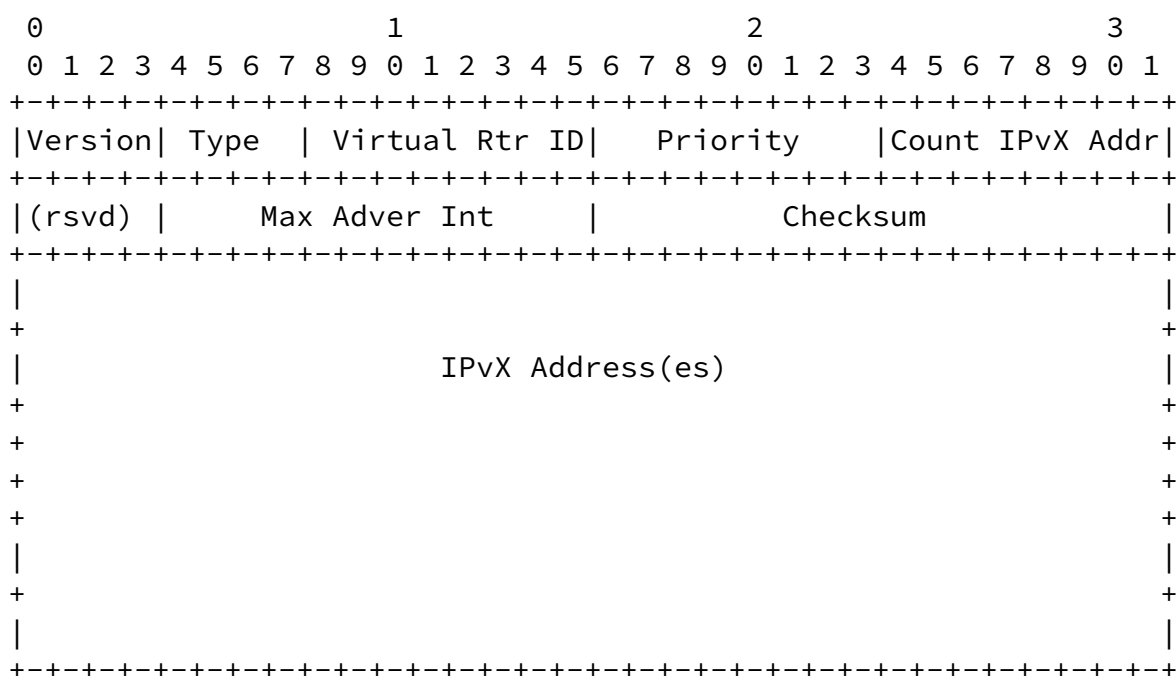 0                   1                   2                   3
 0 1 2 3 4 5 6 7 8 9 0 1 2 3 4 5 6 7 8 9 0 1 2 3 4 5 6 7 8 9 0 1
+-+-+-+-+-+-+-+-+-+-+-+-+-+-+-+-+-+-+-+-+-+-+-+-+-+-+-+-+-+-+-+-+
|Version| Type  | Virtual Rtr ID|   Priority    |Count IPvX Addr|
+-+-+-+-+-+-+-+-+-+-+-+-+-+-+-+-+-+-+-+-+-+-+-+-+-+-+-+-+-+-+-+-+
|(rsvd) |     Max Adver Int     |          Checksum             |
+-+-+-+-+-+-+-+-+-+-+-+-+-+-+-+-+-+-+-+-+-+-+-+-+-+-+-+-+-+-+-+-+
|                                                               |
+                                                               +
|                       IPvX Address(es)                        |
+                                                               +
+                                                               +
+                                                               +
+                                                               +
|                                                               |
+                                                               +
|                                                               |
+-+-+-+-+-+-+-+-+-+-+-+-+-+-+-+-+-+-+-+-+-+-+-+-+-+-+-+-+-+-+-+-+